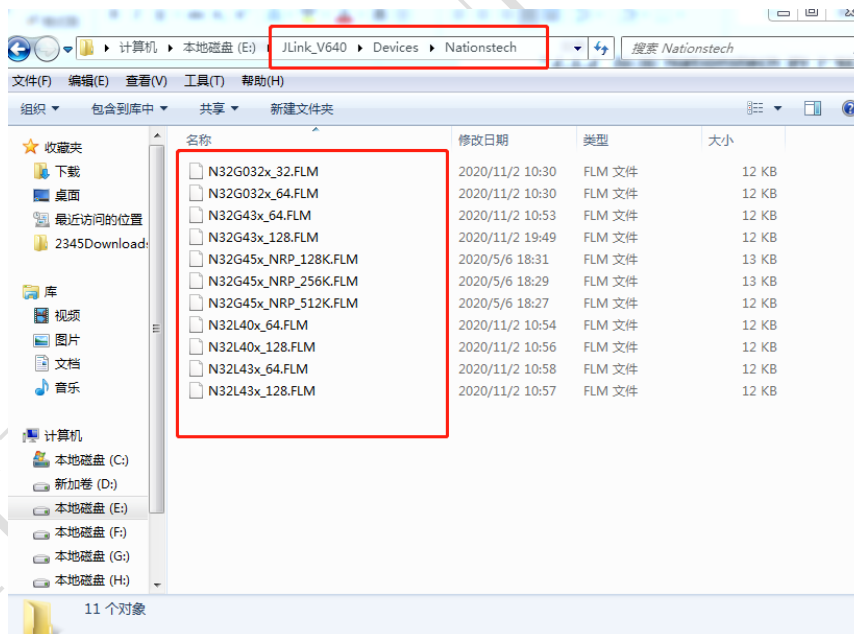 计算机 本地磁盘 (E:) JLink_V640 Devices Nationstech 搜索 Nationstech
文件(F) 编辑(E) 查看(V) 工具(T) 帮助(H)
组织 包含到库中 共享 新建文件夹
收藏夹
下载
桌面
最近访问的位置
2345Downloads
库
视频
图片
文档
音乐
计算机
本地磁盘 (C:)
新加卷 (D:)
本地磁盘 (E:)
本地磁盘 (F:)
本地磁盘 (G:)
本地磁盘 (H:)
名称 修改日期 类型 大小
N32G032x_32.FLM 2020/11/2 10:30 FLM 文件 12 KB
N32G032x_64.FLM 2020/11/2 10:30 FLM 文件 12 KB
N32G43x_64.FLM 2020/11/2 10:53 FLM 文件 12 KB
N32G43x_128.FLM 2020/11/2 19:49 FLM 文件 12 KB
N32G45x_NRP_128K.FLM 2020/5/6 18:31 FLM 文件 13 KB
N32G45x_NRP_256K.FLM 2020/5/6 18:29 FLM 文件 13 KB
N32G45x_NRP_512K.FLM 2020/5/6 18:27 FLM 文件 12 KB
N32L40x_64.FLM 2020/11/2 10:54 FLM 文件 12 KB
N32L40x_128.FLM 2020/11/2 10:56 FLM 文件 12 KB
N32L43x_64.FLM 2020/11/2 10:58 FLM 文件 12 KB
N32L43x_128.FLM 2020/11/2 10:57 FLM 文件 12 KB
11 个对象